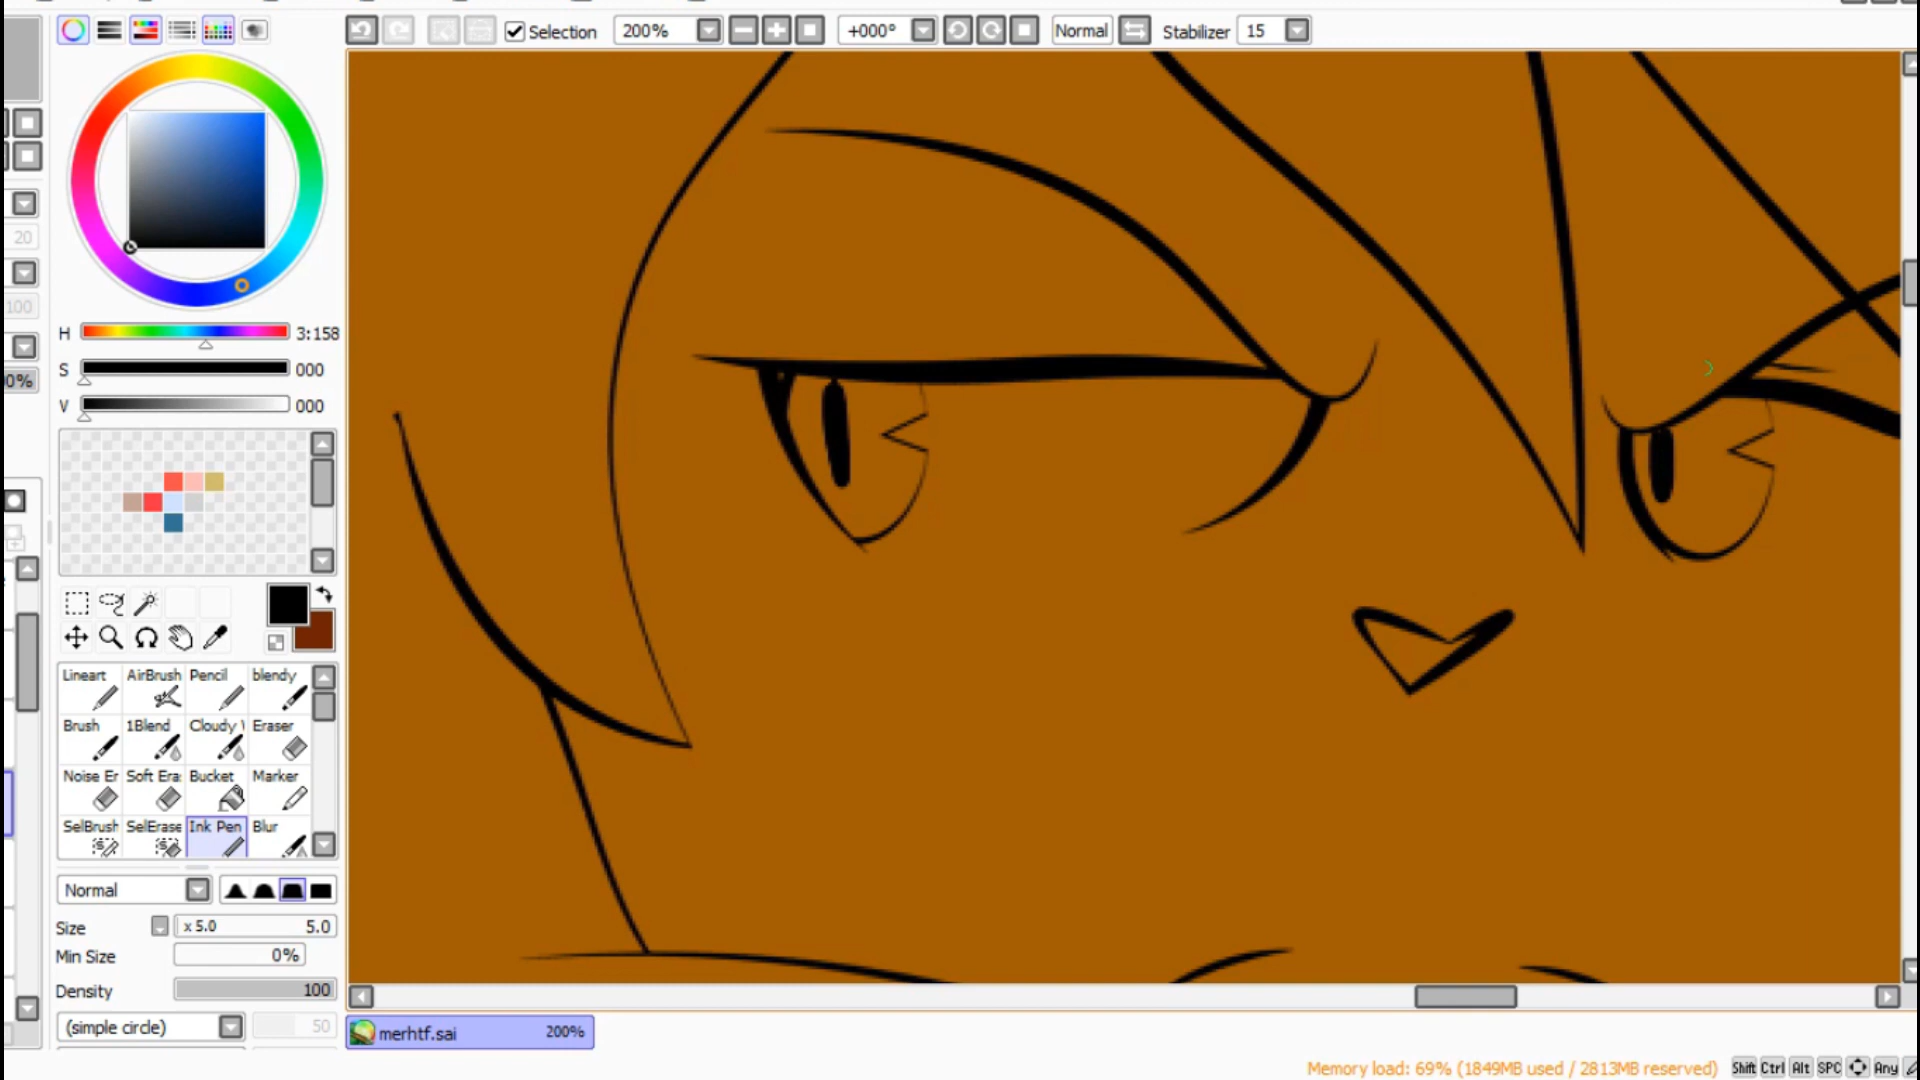 Selection 200% +000° Normal Stabilizer 15
20
100
0%
H 3:158
S 000
V 000
Lineart AirBrush Pencil blendy
Brush 1Blend Cloudy Eraser
Noise Er Soft Era: Bucket Marker
SelBrush SelErase Ink Pen Blur
Normal
Size x 5.0 5.0
Min Size 0%
Density 100
(simple circle) 50
merhtf.sai 200%
Memory load: 69% (1849MB used / 2813MB reserved) Shift Ctrl Alt SPC Any